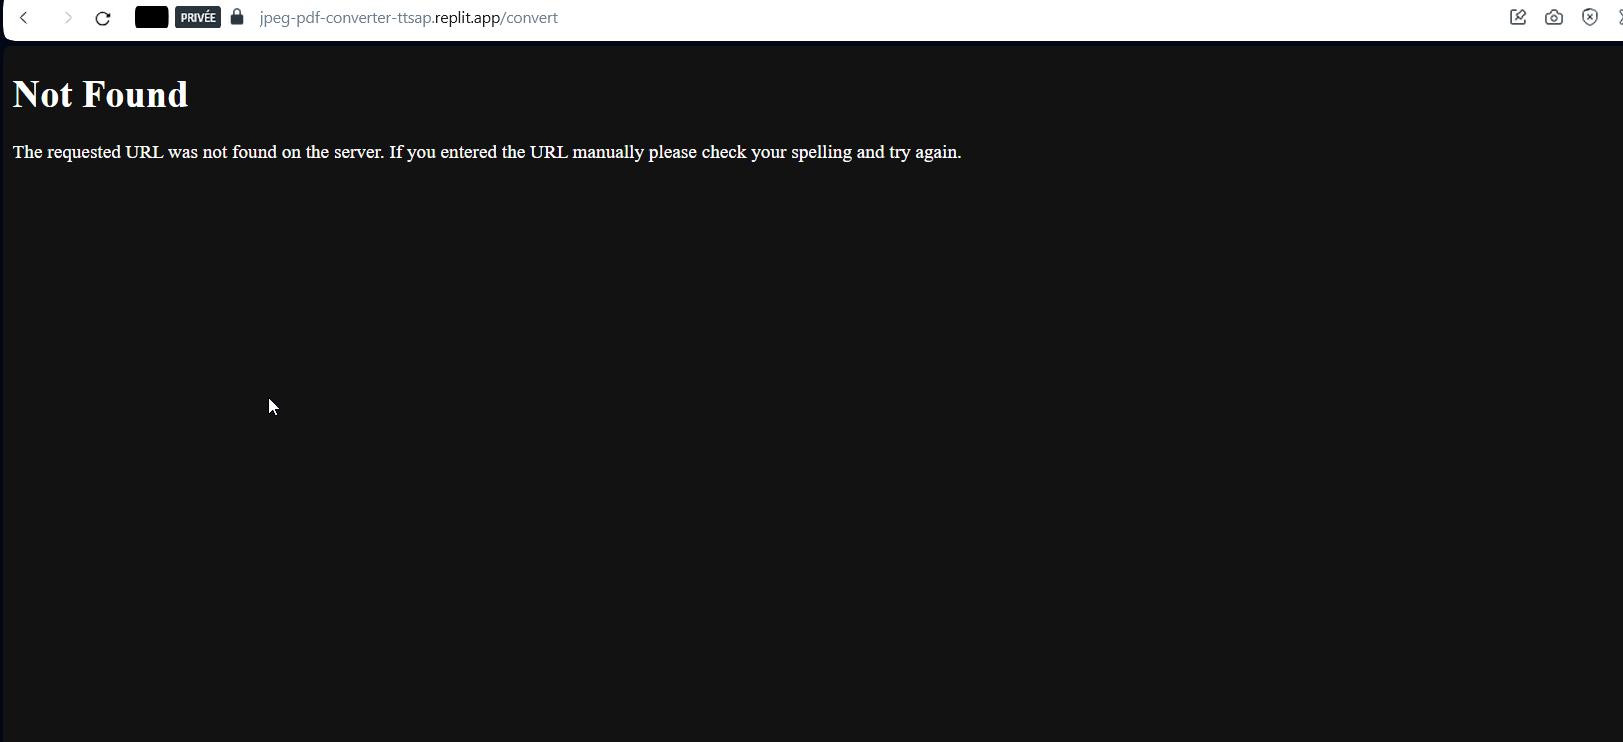 PRIVÉE jpeg-pdf-converter-ttsap.replit.app/convert
Not Found
The requested URL was not found on the server. If you entered the URL manually please check your spelling and try again.